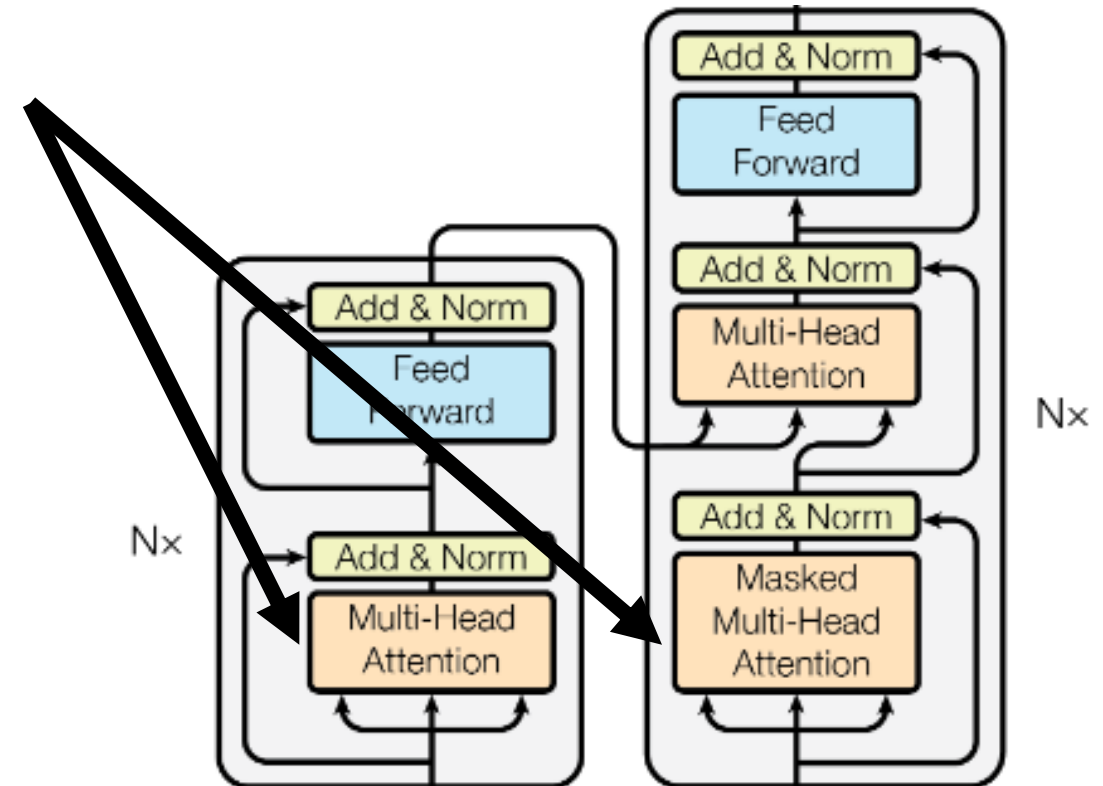 Add & Norm
Feed
Forward
Add & Norm
Multi-Head
Attention
Nx
Add & Norm
Feed
Forward
Add & Norm
Multi-Head
Attention
Add & Norm
Masked
Multi-Head
Attention
Nx